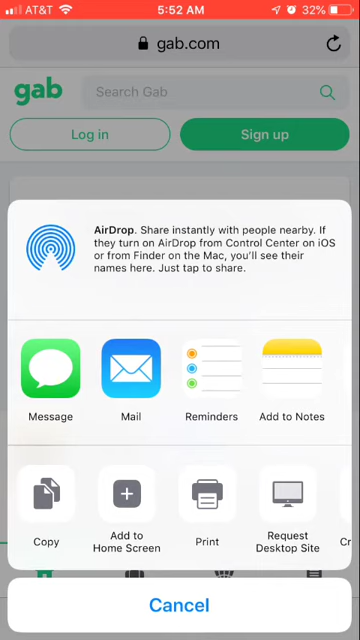 AT&T 5:52 AM 32%
gab.com
gab Search Gab
Log in Sign up
AirDrop. Share instantly with people nearby. If
they turn on AirDrop from Control Center on iOS
or from Finder on the Mac, you'll see their
names here. Just tap to share.
Message Mail Reminders Add to Notes
Copy Add to Home Screen Print Request Desktop Site Cr
Cancel